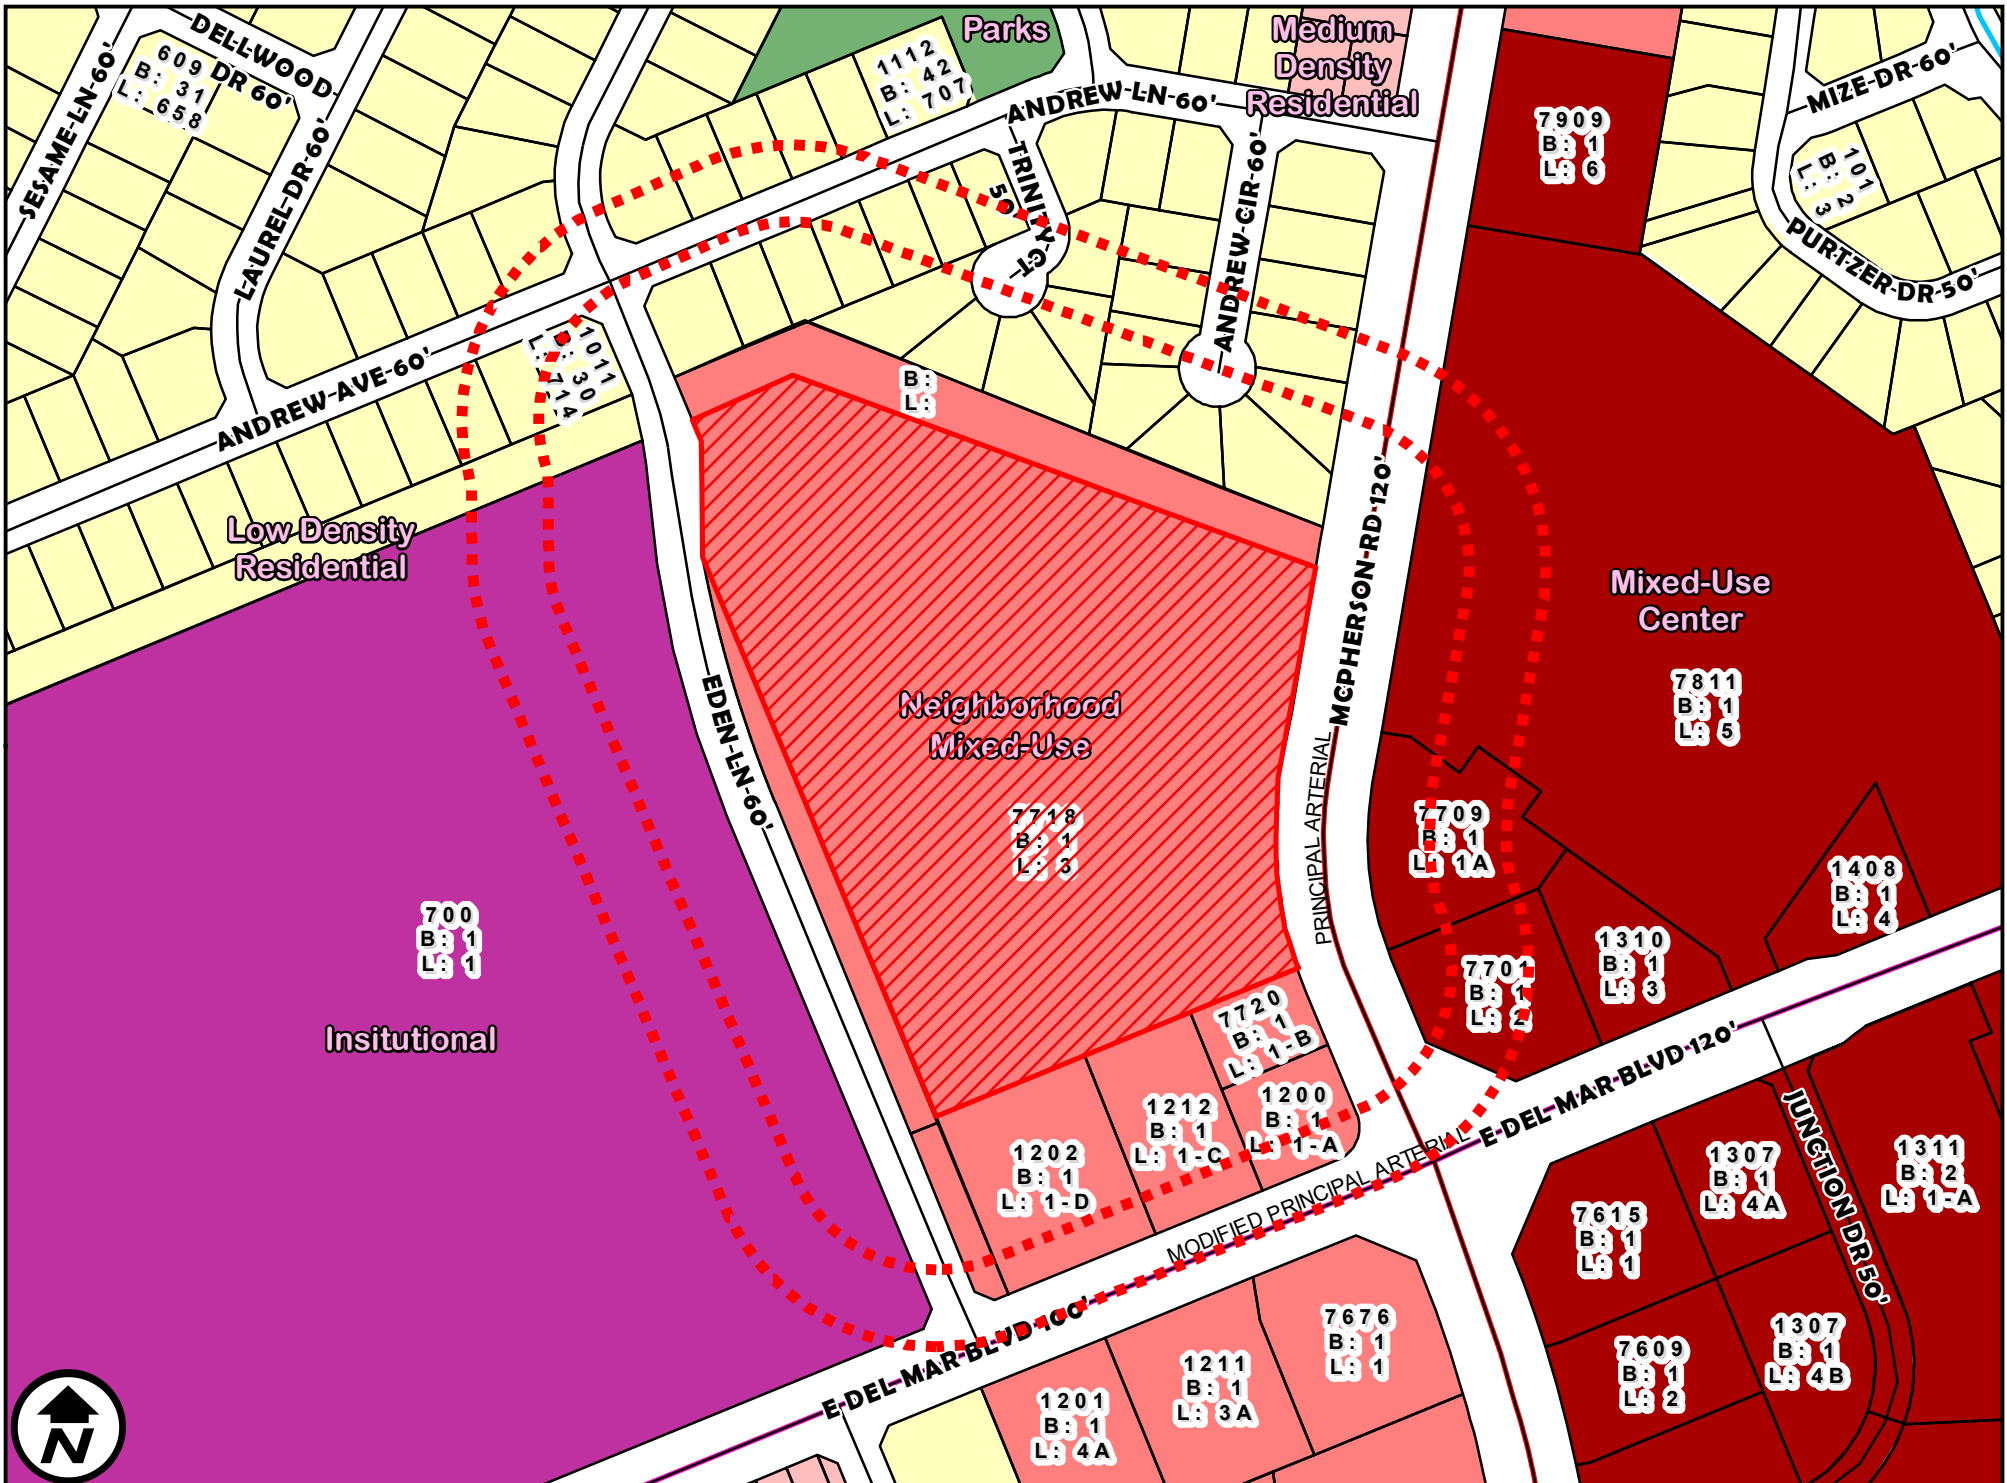 Parks
Medium
Density
Residential
DELLWOOD
DR 60'
609
B: 31
L: 658
SESAME-LN-60'
LAUREL-DR-60'
1112
B: 42
L: 707
ANDREW-LN-60'
TRINITY-CT-
50'
ANDREW-CIR-60'
7909
B: 1
L: 6
MIZE-DR-60'
101
B: 2
L: 3
PURTZER-DR-50'
ANDREW-AVE-60'
1011
B: 30
L: 714
B:
L:
Low Density
Residential
MCPHERSON-RD-120'
PRINCIPAL ARTERIAL
Mixed-Use
Center
7811
B: 1
L: 5
EDEN-LN-60'
Neighborhood
Mixed-Use
7718
B: 1
L: 3
7709
B: 1
L: 1A
1408
B: 1
L: 4
700
B: 1
L: 1
Insitutional
7701
B: 1
L: 2
1310
B: 1
L: 3
7720
B: 1
L: 1-B
1200
B: 1
L: 1-A
1212
B: 1
L: 1-C
1202
B: 1
L: 1-D
MODIFIED PRINCIPAL ARTERIAL
E-DEL-MAR-BLVD-120'
JUNCTION-DR-50'
1307
B: 1
L: 4A
1311
B: 2
L: 1-A
7615
B: 1
L: 1
7609
B: 1
L: 2
1307
B: 1
L: 4B
E-DEL-MAR-BLVD-100'
7676
B: 1
L: 1
1211
B: 1
L: 3A
1201
B: 1
L: 4A
N